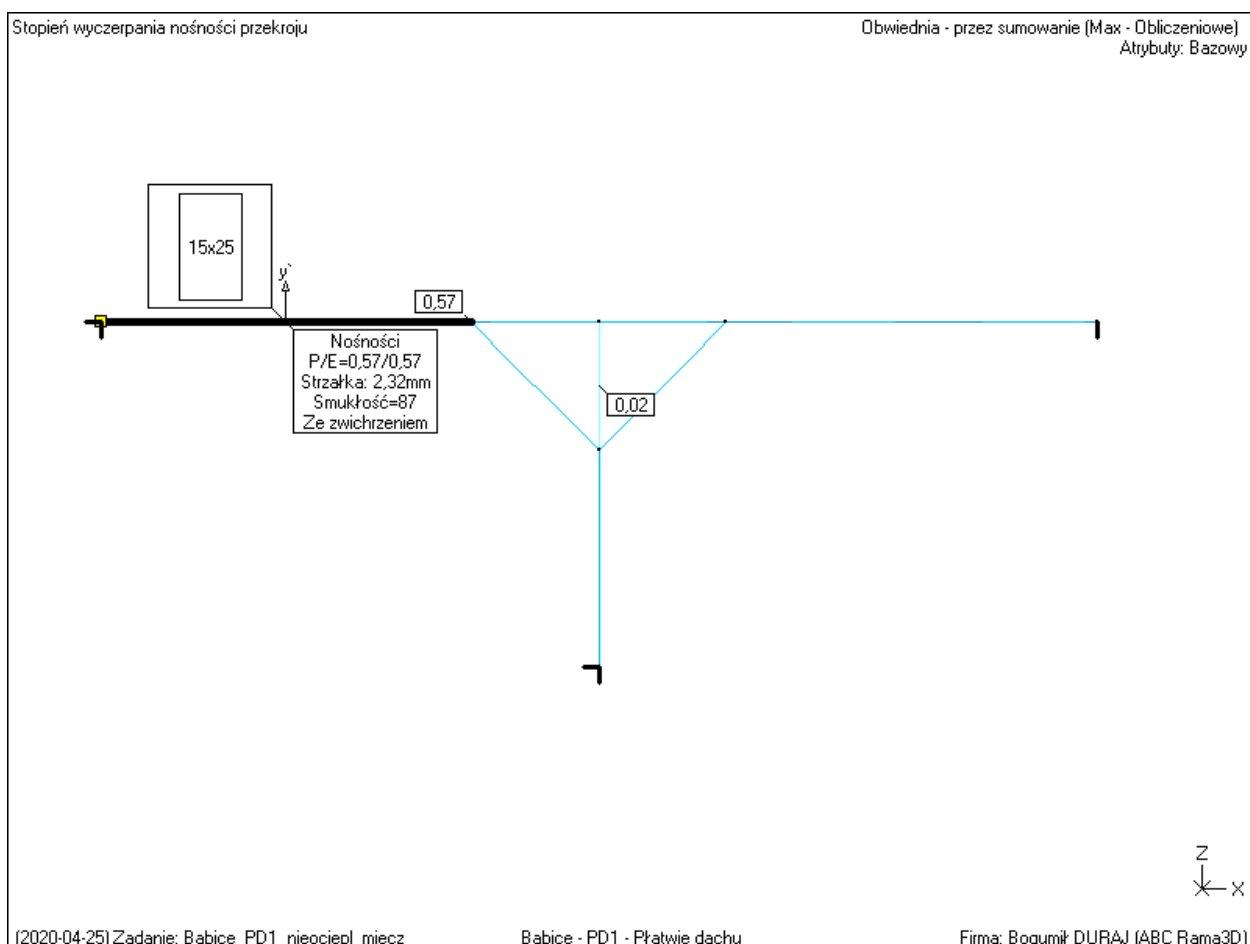 Stopień wyczerpania nośności przekroju
Obwiednia - przez sumowanie (Max - Obliczeniowe)
Atrybuty: Bazowy
15x25
y`
0,57
Nośności
P/E=0,57/0,57
Strzałka: 2,32mm
Smukłość=87
Ze zwichrzeniem
0,02
Z
X
(2020-04-25) Zadanie: Babice_PD1_nieociepl_miecz
Babice - PD1 - Płatwie dachu
Firma: Bogumił DURAJ (ABC Rama3D)